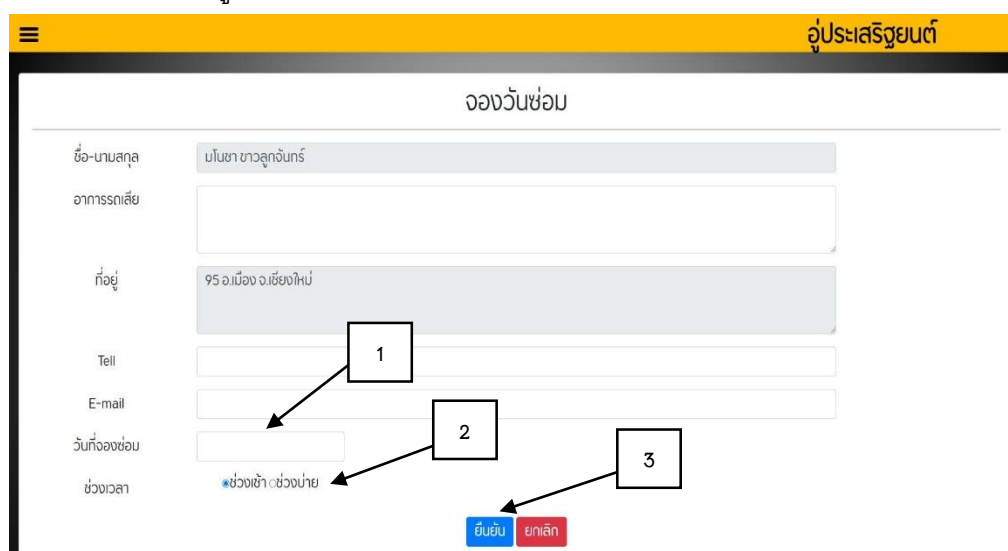 อู่ประเสริฐยนต์
จองวันซ่อม
ชื่อ-นามสกุล มโนชา ขาวลูกจันทร์
อาการรถเสีย
ที่อยู่ 95 อ.เมือง จ.เชียงใหม่
1
Tell
E-mail
2
วันที่จองซ่อม
3
ช่วงเวลา ช่วงเช้า ช่วงบ่าย
ยืนยัน ยกเลิก